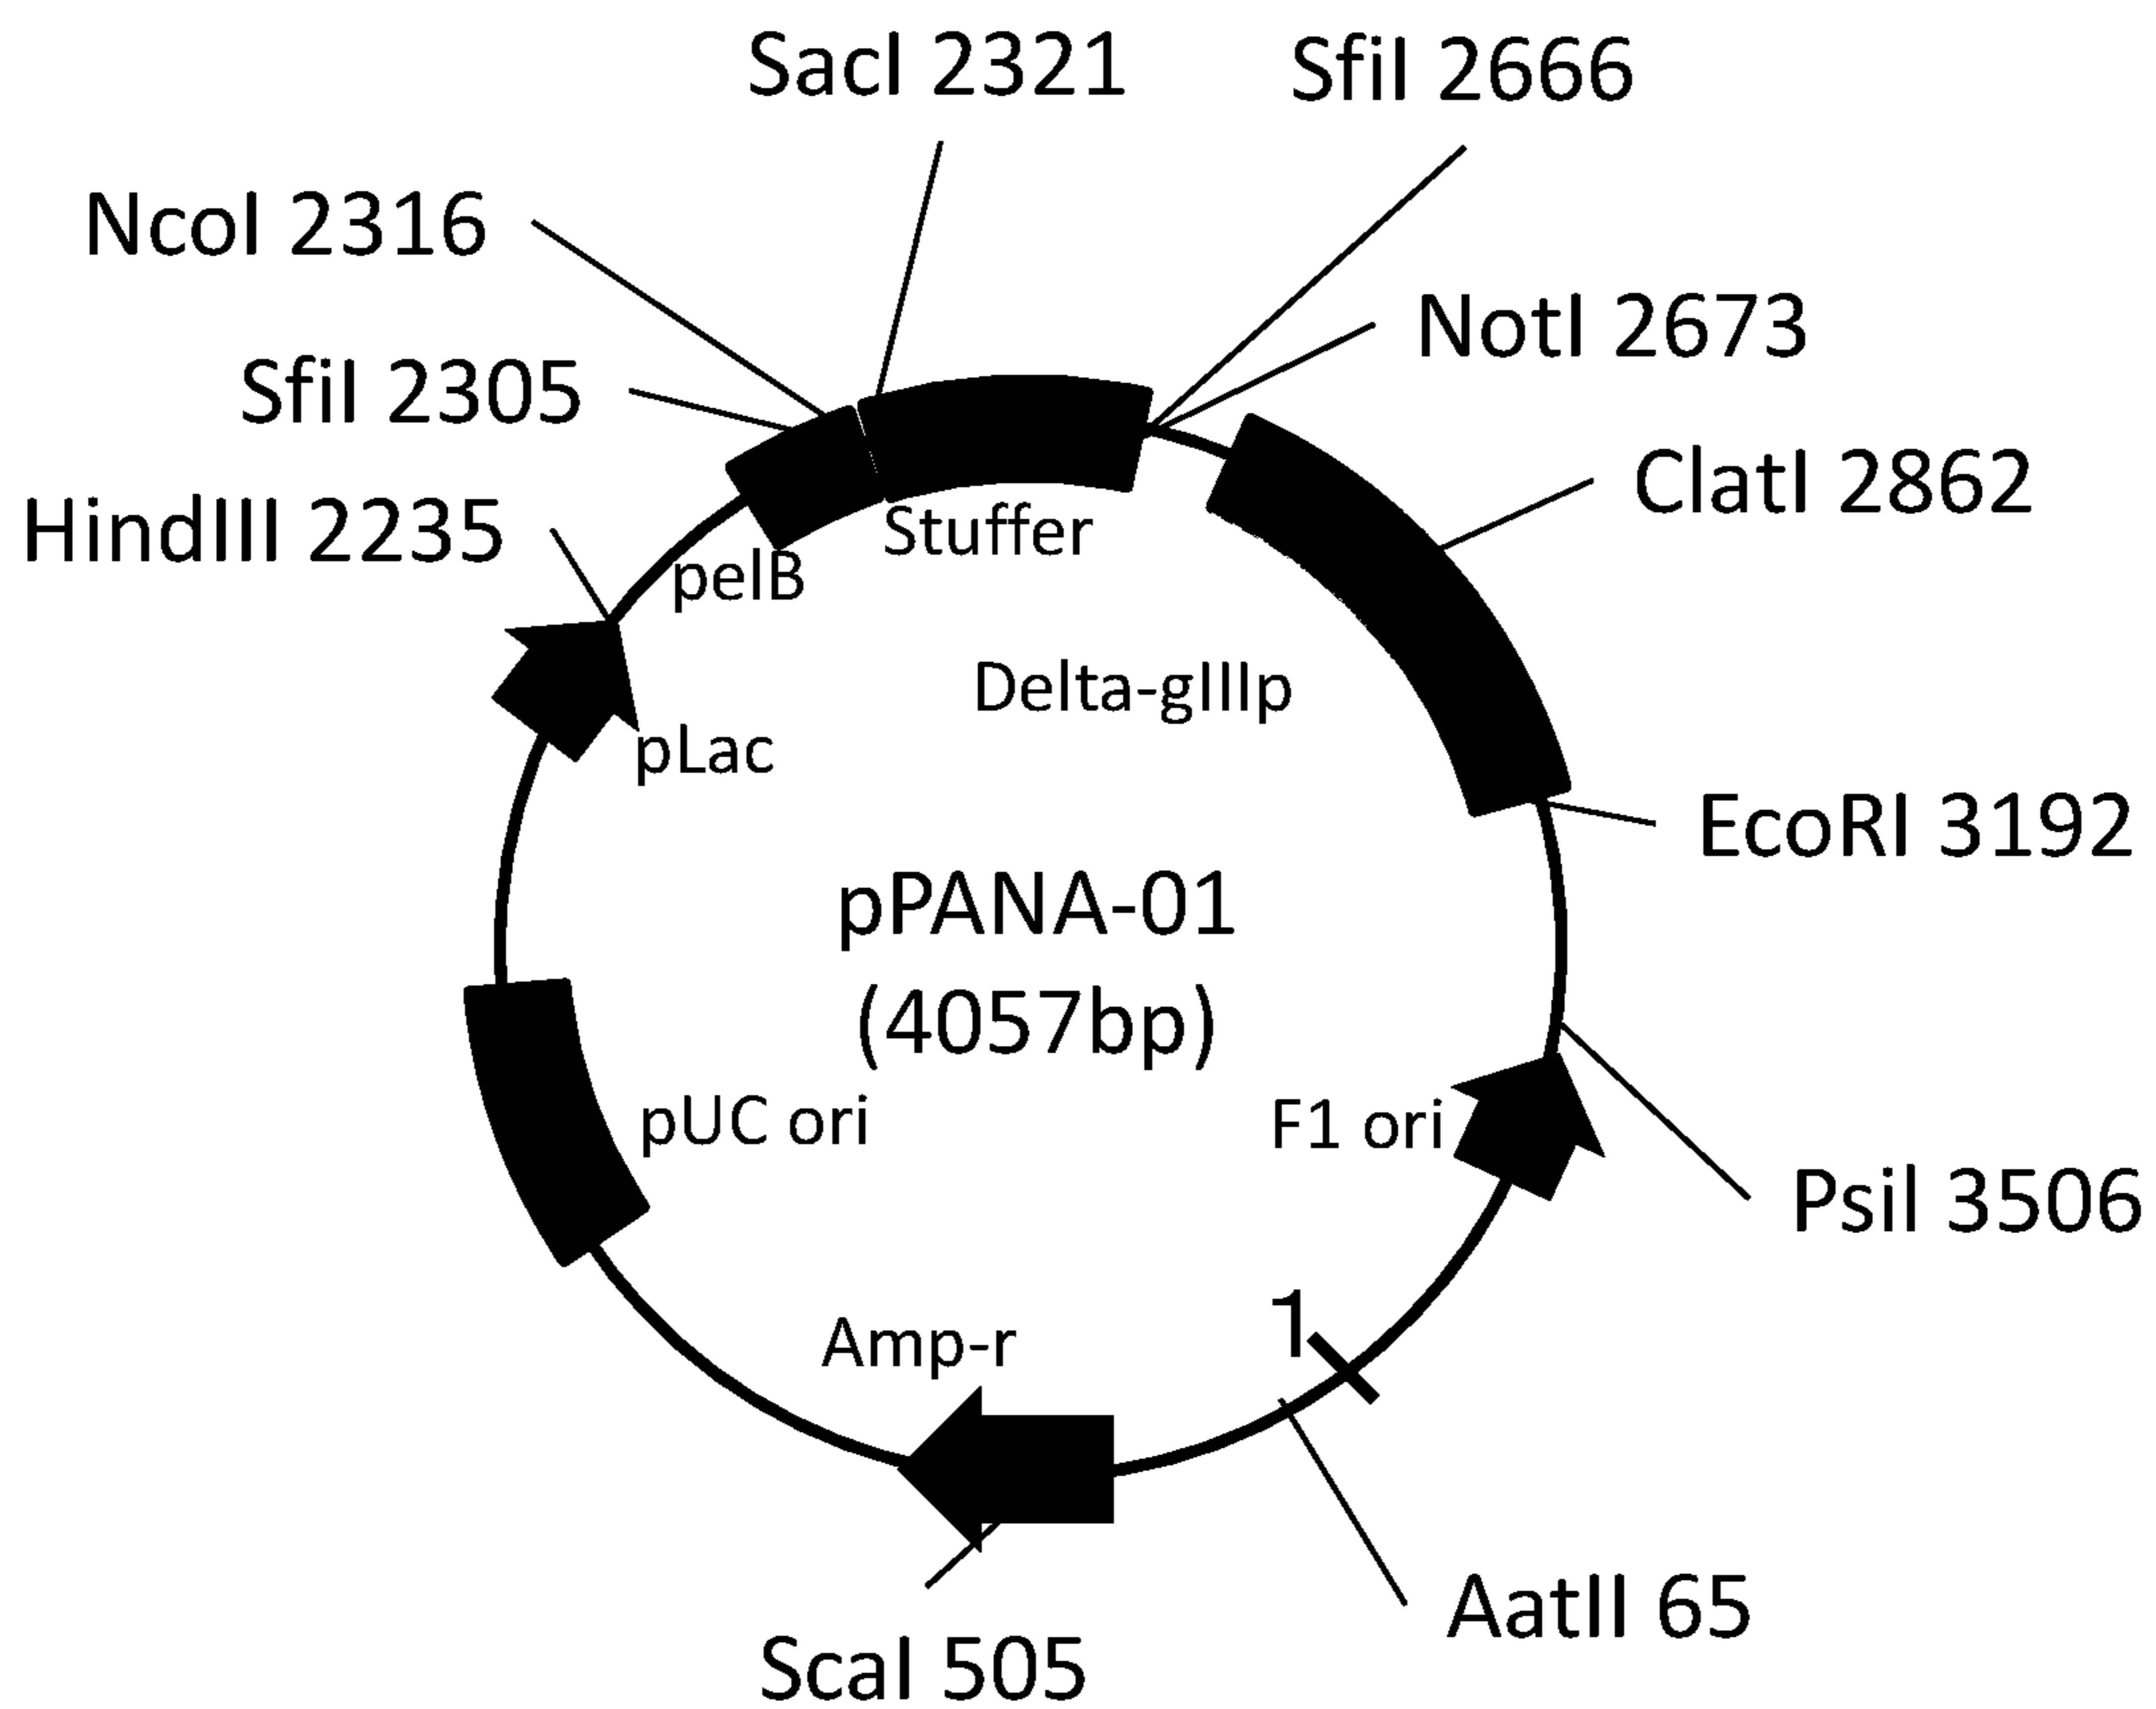 SacI 2321
SfiI 2666
NcoI 2316
NotI 2673
SfiI 2305
ClatI 2862
HindIII 2235
Stuffer
pelB
Delta-gIIIp
pLac
EcoRI 3192
pPANA-01
(4057bp)
pUC ori
F1 ori
Psil 3506
1
Amp-r
AatII 65
ScaI 505